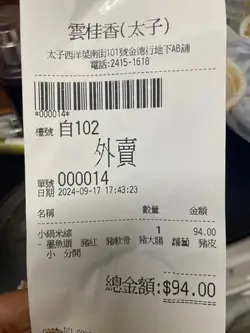 雲桂香(太子)
太子西洋菜南街101號金德行地下AB舖
電話:2415-1618
*000014*
檯號 自102
外賣
單號 000014
日期 2024-09-17 17:43:23
名稱 數量 金額
小鍋米線 1 94.00
- 墨魚頭 豬紅 豬軟骨 豬大腸 豬皮
小 分開
總金額:$94.00